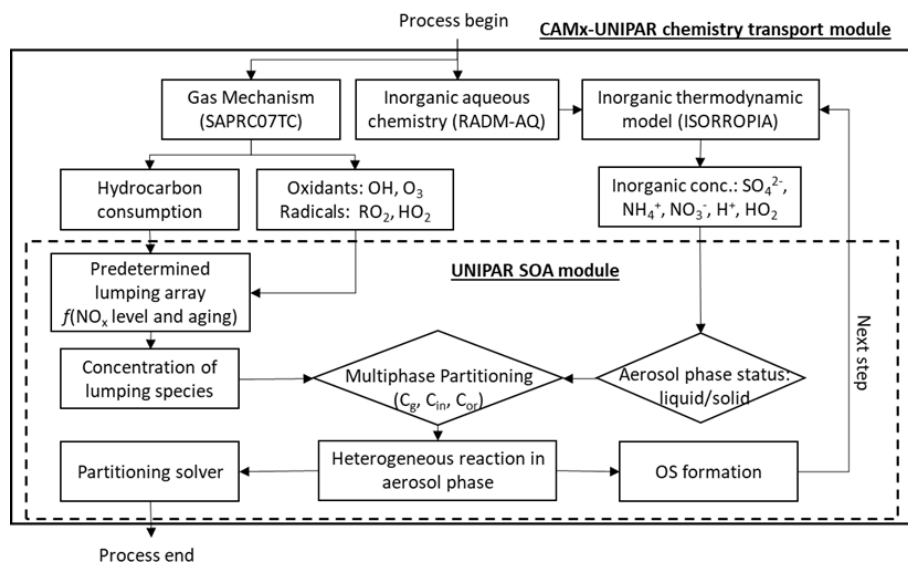 Process begin
CAMx-UNIPAR chemistry transport module
Gas Mechanism
(SAPRC07TC)
Inorganic aqueous
chemistry (RADM-AQ)
Inorganic thermodynamic
model (ISORROPIA)
Hydrocarbon
consumption
Oxidants: OH, O₃
Radicals: RO₂, HO₂
Inorganic conc.: SO₄²⁻,
NH₄⁺, NO₃⁻, H⁺, HO₂
UNIPAR SOA module
Predetermined
lumping array
f(NOₓ level and aging)
Concentration of
lumping species
Multiphase Partitioning
(C_g, C_in, C_or)
Aerosol phase status:
liquid/solid
Next step
Partitioning solver
Heterogeneous reaction in
aerosol phase
OS formation
Process end